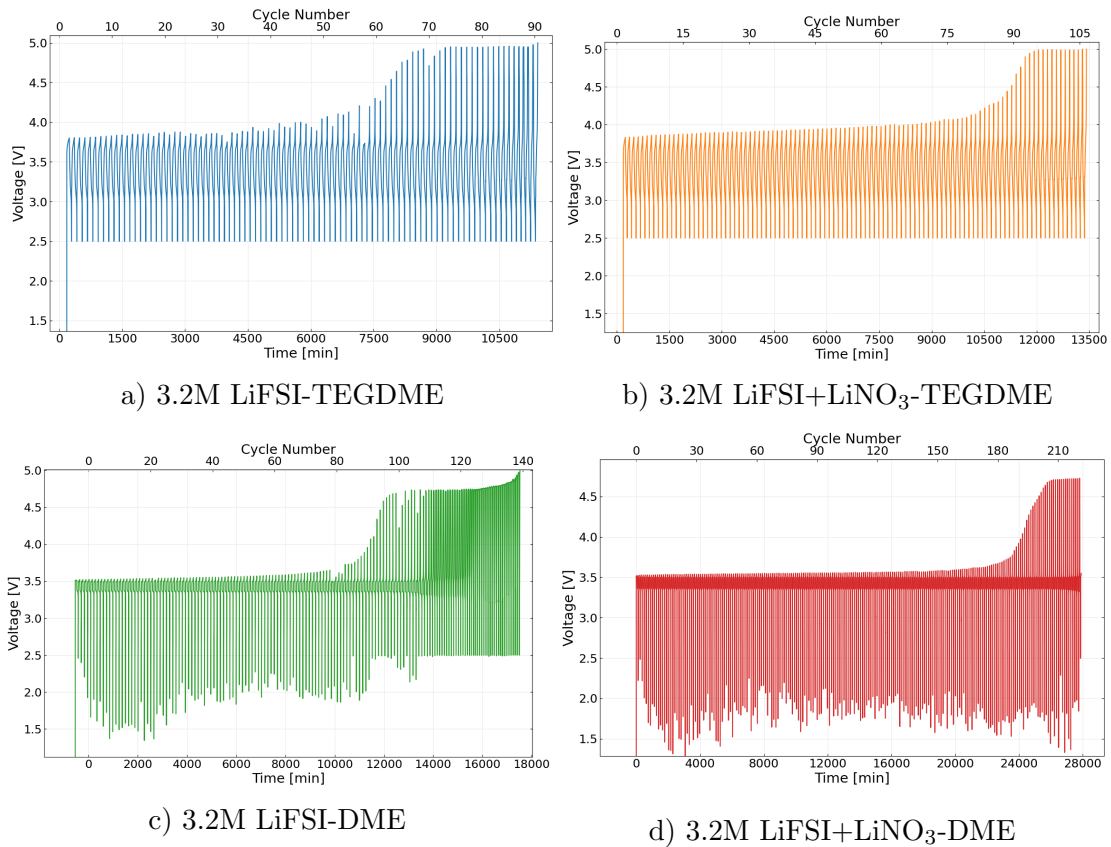 Cycle Number
0 10 20 30 40 50 60 70 80 90
5.0
4.5
4.0
3.5
3.0
2.5
2.0
1.5
Voltage [V]
0 1500 3000 4500 6000 7500 9000 10500
Time [min]
a) 3.2M LiFSI-TEGDME
Cycle Number
0 15 30 45 60 75 90 105
5.0
4.5
4.0
3.5
3.0
2.5
2.0
1.5
Voltage [V]
0 1500 3000 4500 6000 7500 9000 10500 12000 13500
Time [min]
b) 3.2M LiFSI+LiNO₃-TEGDME
Cycle Number
0 20 40 60 80 100 120 140
5.0
4.5
4.0
3.5
3.0
2.5
2.0
1.5
Voltage [V]
0 2000 4000 6000 8000 10000 12000 14000 16000 18000
Time [min]
c) 3.2M LiFSI-DME
Cycle Number
0 30 60 90 120 150 180 210
4.5
4.0
3.5
3.0
2.5
2.0
1.5
Voltage [V]
0 4000 8000 12000 16000 20000 24000 28000
Time [min]
d) 3.2M LiFSI+LiNO₃-DME